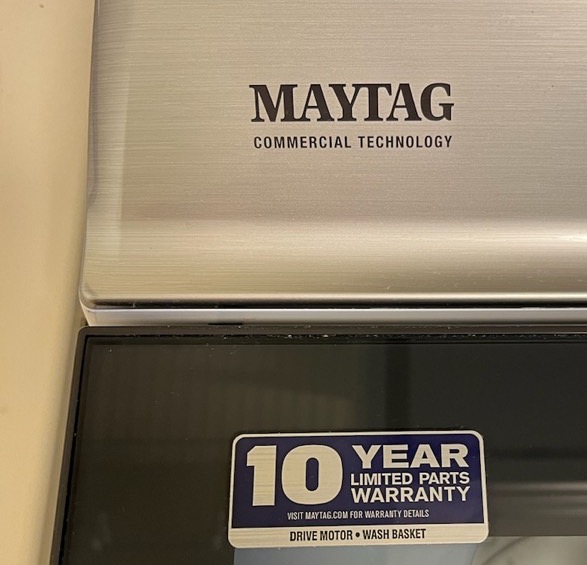 MAYTAG
COMMERCIAL TECHNOLOGY
10 YEAR
LIMITED PARTS
WARRANTY
VISIT MAYTAG.COM FOR WARRANTY DETAILS
DRIVE MOTOR • WASH BASKET